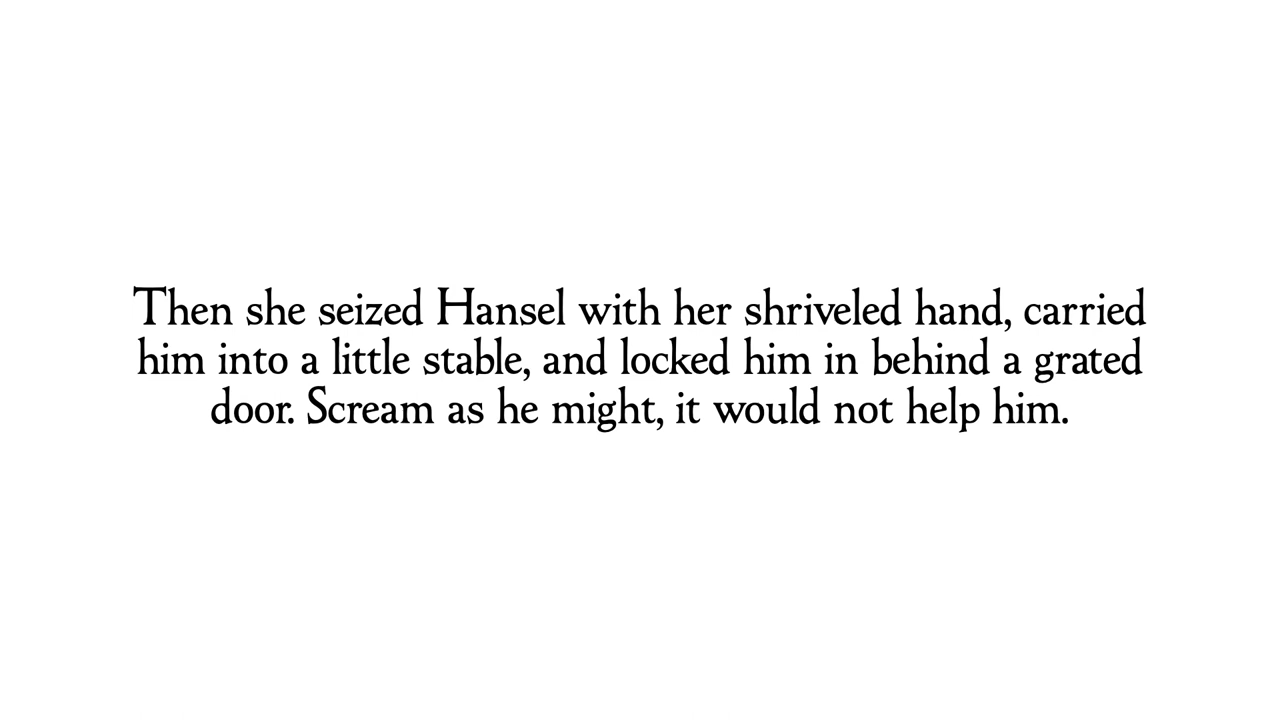 Then she seized Hansel with her shriveled hand, carried
him into a little stable, and locked him in behind a grated
door. Scream as he might, it would not help him.